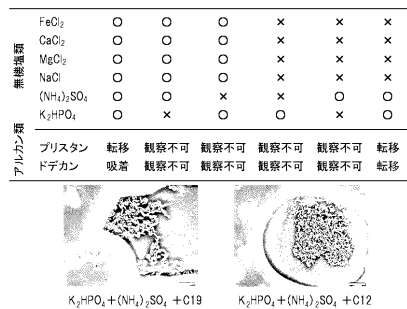 無機塩類
FeCl₂ ○ ○ ○ × × ×
CaCl₂ ○ ○ ○ × × ×
MgCl₂ ○ ○ ○ × × ×
NaCl ○ ○ ○ × × ×
(NH₄)₂SO₄ ○ ○ × × ○ ○
K₂HPO₄ ○ × ○ ○ × ○
アルカン類
プリスタン 転移 観察不可 観察不可 観察不可 観察不可 転移
ドデカン 吸着 観察不可 観察不可 観察不可 観察不可 転移
K₂HPO₄+(NH₄)₂SO₄ +C19
K₂HPO₄+(NH₄)₂SO₄ +C12